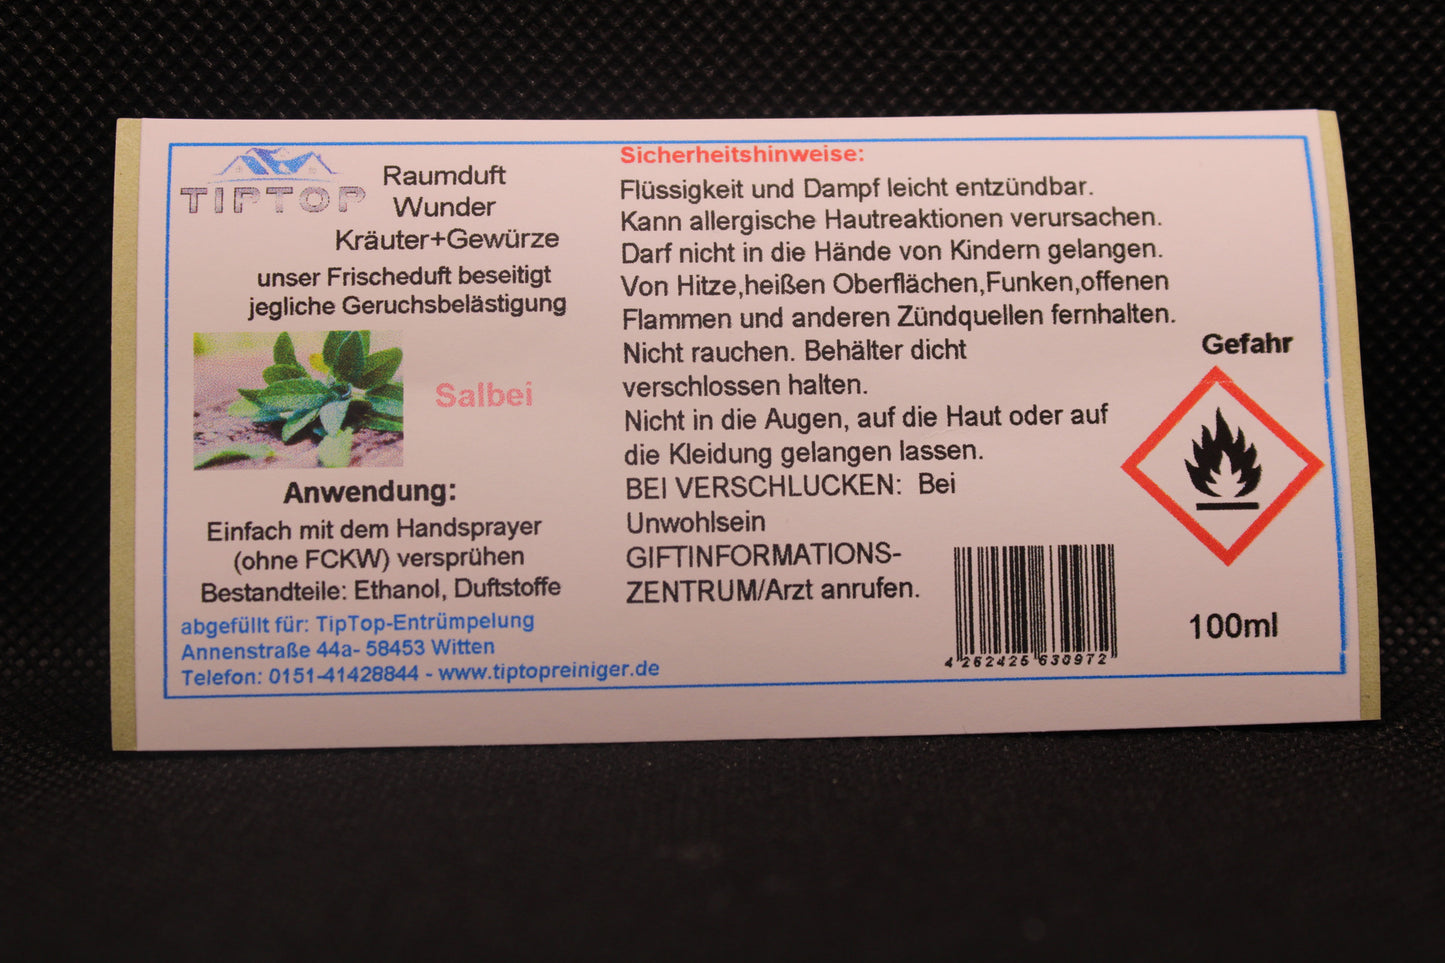 TIPTOP
Raumduft
Wunder
Kräuter+Gewürze
unser Frischeduft beseitigt
jegliche Geruchsbelästigung
Salbei
Anwendung:
Einfach mit dem Handsprayer
(ohne FCKW) versprühen
Bestandteile: Ethanol, Duftstoffe
abgefüllt für: TipTop-Entrümpelung
Annenstraße 44a- 58453 Witten
Telefon: 0151-41428844 - www.tiptopreiniger.de
Sicherheitshinweise:
Flüssigkeit und Dampf leicht entzündbar.
Kann allergische Hautreaktionen verursachen.
Darf nicht in die Hände von Kindern gelangen.
Von Hitze,heißen Oberflächen,Funken,offenen
Flammen und anderen Zündquellen fernhalten.
Nicht rauchen. Behälter dicht
verschlossen halten.
Nicht in die Augen, auf die Haut oder auf
die Kleidung gelangen lassen.
BEI VERSCHLUCKEN: Bei
Unwohlsein
GIFTINFORMATIONS-
ZENTRUM/Arzt anrufen.
4 262425 630972
Gefahr
100ml